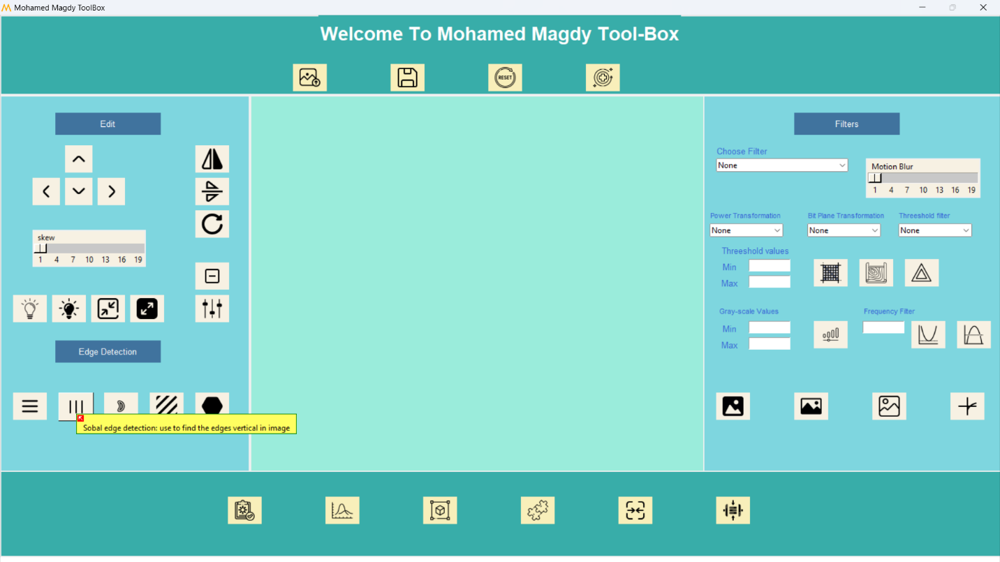 Mohamed Magdy ToolBox
Welcome To Mohamed Magdy Tool-Box
RESET
Edit
skew
1 4 7 10 13 16 19
Edge Detection
Sobal edge detection: use to find the edges vertical in image
Filters
Choose Filter
None
Motion Blur
1 4 7 10 13 16 19
Power Transformation Bit Plane Transformation Threeshold filter
None None None
Threeshold values
Min
Max
Gray-scale Values Frequency Filter
Min
Max